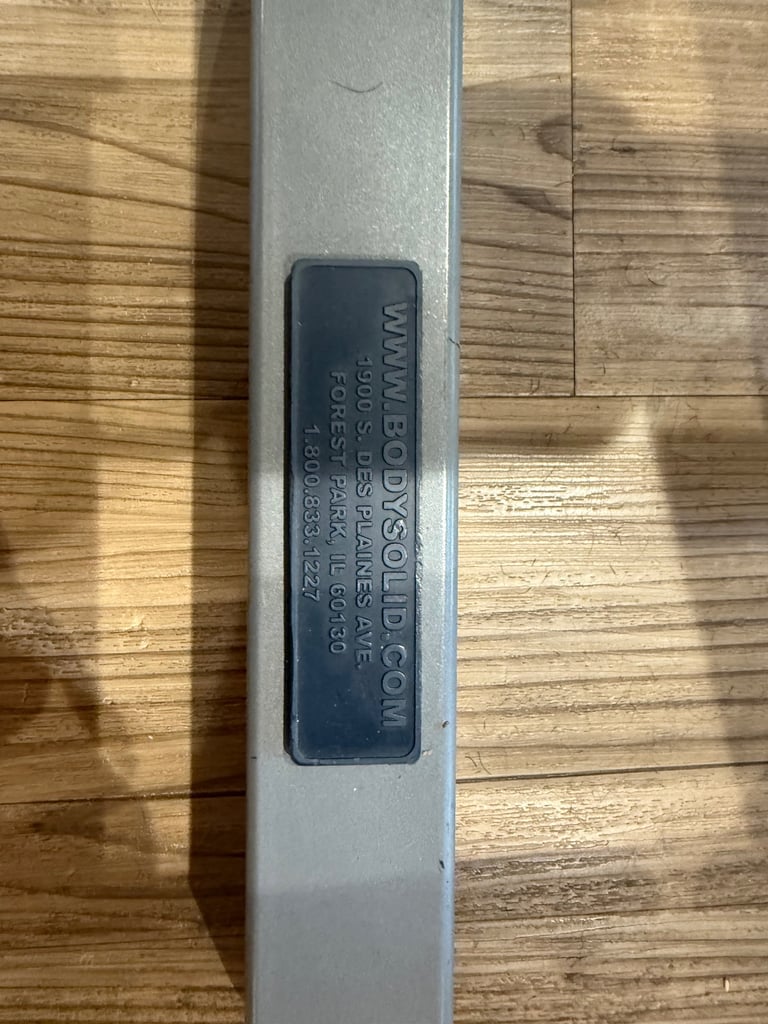 WWW.BODYSOLID.COM
1900 S. DES PLAINES AVE.
FOREST PARK, IL 60130
1.800.833.1227